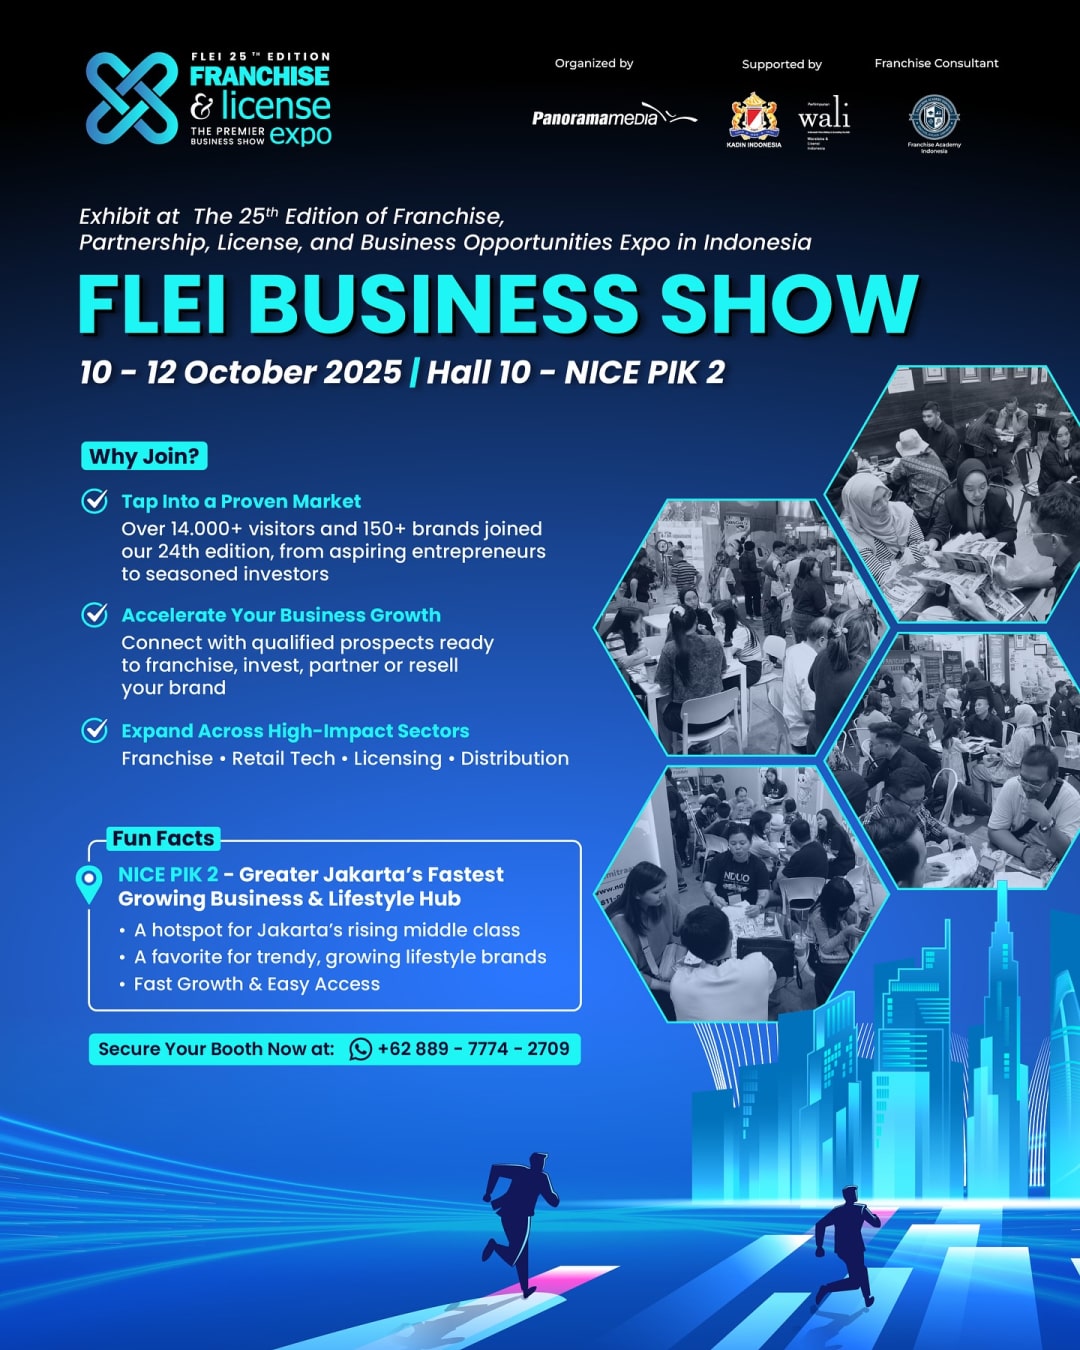 FLEI 25TH EDITION
FRANCHISE
& license
THE PREMIER
BUSINESS SHOW expo
Organized by
Panoramamedia
Supported by
KADIN INDONESIA
Perhimpunan
wali
Waralaba &
Lisensi
Indonesia
Franchise Consultant
Franchise Academy
Indonesia
Exhibit at The 25th Edition of Franchise,
Partnership, License, and Business Opportunities Expo in Indonesia
FLEI BUSINESS SHOW
10 - 12 October 2025 | Hall 10 - NICE PIK 2
Why Join?
Tap Into a Proven Market
Over 14.000+ visitors and 150+ brands joined
our 24th edition, from aspiring entrepreneurs
to seasoned investors
Accelerate Your Business Growth
Connect with qualified prospects ready
to franchise, invest, partner or resell
your brand
Expand Across High-Impact Sectors
Franchise • Retail Tech • Licensing • Distribution
Fun Facts
NICE PIK 2 - Greater Jakarta's Fastest
Growing Business & Lifestyle Hub
• A hotspot for Jakarta's rising middle class
• A favorite for trendy, growing lifestyle brands
• Fast Growth & Easy Access
Secure Your Booth Now at: +62 889 - 7774 - 2709
NDUO